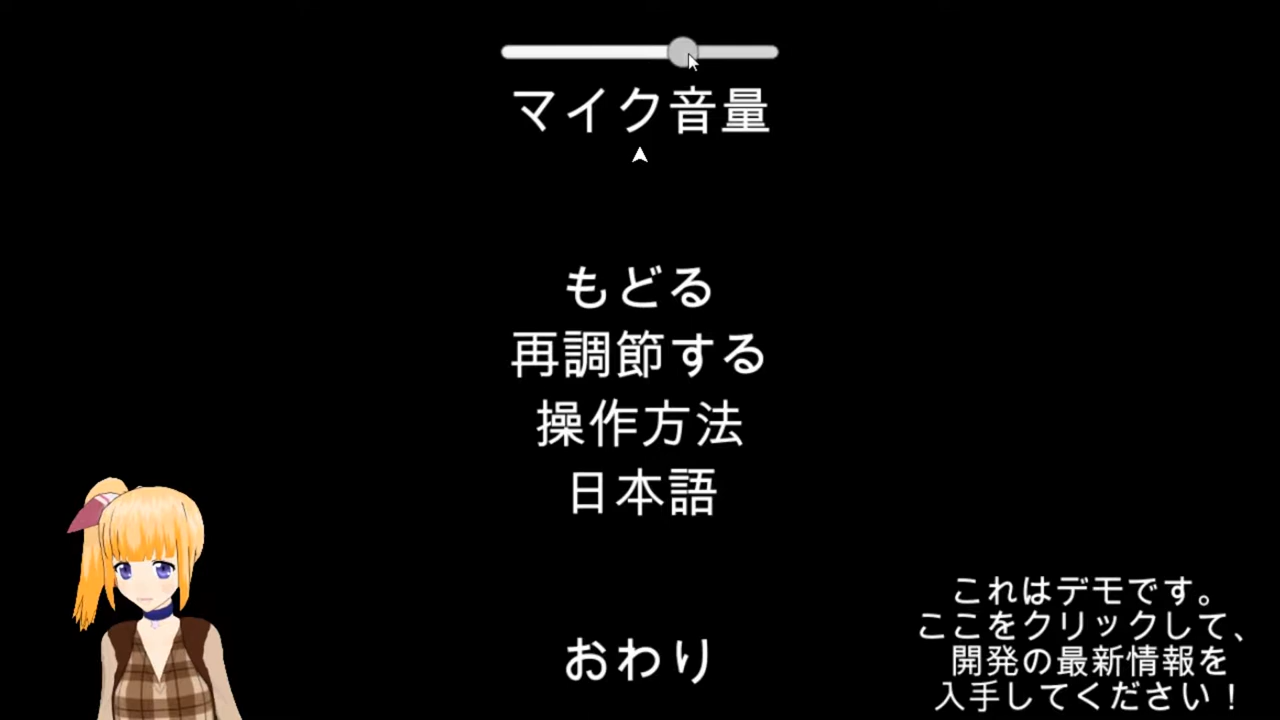 マイク音量
もどる
再調節する
操作方法
日本語
おわり
これはデモです。
ここをクリックして、
開発の最新情報を
入手してください！